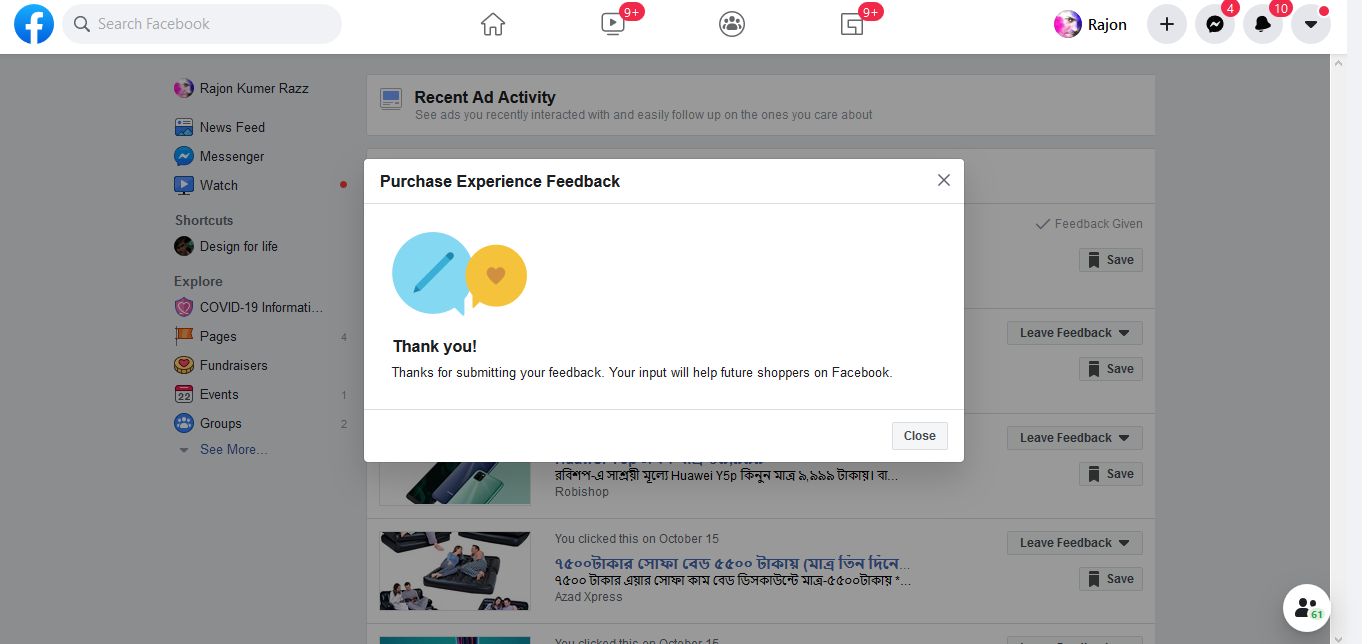 Search Facebook
9+
9+
Rajon
4
10
Rajon Kumer Razz
News Feed
Messenger
Watch
Shortcuts
Design for life
Explore
COVID-19 Informati...
Pages
4
Fundraisers
22
Events
1
Groups
2
See More...
Recent Ad Activity
See ads you recently interacted with and easily follow up on the ones you care about
Purchase Experience Feedback
Thank you!
Thanks for submitting your feedback. Your input will help future shoppers on Facebook.
Close
Feedback Given
Save
Leave Feedback
Save
Leave Feedback
Save
রবিশপ-এ সাশ্রয়ী মূল্যে Huawei Y5p কিনুন মাত্র ৯,৯৯৯ টাকায়। বা...
Robishop
You clicked this on October 15
৭৫০০টাকার সোফা বেড ৫৫০০ টাকায় (মাত্র তিন দিনে...
৭৫০০ টাকার এয়ার সোফা কাম বেড ডিসকাউন্টে মাত্র-৫৫০০টাকায় *...
Azad Xpress
Leave Feedback
Save
You clicked this on October 15
61